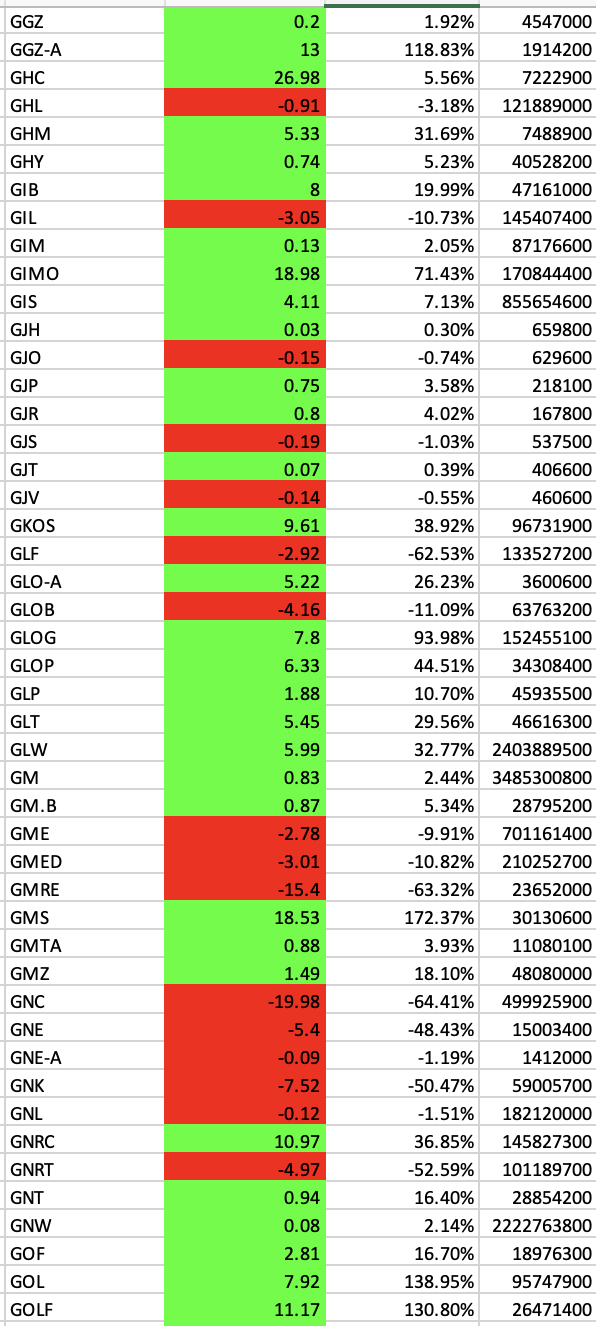 GGZ 0.2 1.92% 4547000
GGZ-A 13 118.83% 1914200
GHC 26.98 5.56% 7222900
GHL -0.91 -3.18% 121889000
GHM 5.33 31.69% 7488900
GHY 0.74 5.23% 40528200
GIB 8 19.99% 47161000
GIL -3.05 -10.73% 145407400
GIM 0.13 2.05% 87176600
GIMO 18.98 71.43% 170844400
GIS 4.11 7.13% 855654600
GJH 0.03 0.30% 659800
GJO -0.15 -0.74% 629600
GJP 0.75 3.58% 218100
GJR 0.8 4.02% 167800
GJS -0.19 -1.03% 537500
GJT 0.07 0.39% 406600
GJV -0.14 -0.55% 460600
GKOS 9.61 38.92% 96731900
GLF -2.92 -62.53% 133527200
GLO-A 5.22 26.23% 3600600
GLOB -4.16 -11.09% 63763200
GLOG 7.8 93.98% 152455100
GLOP 6.33 44.51% 34308400
GLP 1.88 10.70% 45935500
GLT 5.45 29.56% 46616300
GLW 5.99 32.77% 2403889500
GM 0.83 2.44% 3485300800
GM.B 0.87 5.34% 28795200
GME -2.78 -9.91% 701161400
GMED -3.01 -10.82% 210252700
GMRE -15.4 -63.32% 23652000
GMS 18.53 172.37% 30130600
GMTA 0.88 3.93% 11080100
GMZ 1.49 18.10% 48080000
GNC -19.98 -64.41% 499925900
GNE -5.4 -48.43% 15003400
GNE-A -0.09 -1.19% 1412000
GNK -7.52 -50.47% 59005700
GNL -0.12 -1.51% 182120000
GNRC 10.97 36.85% 145827300
GNRT -4.97 -52.59% 101189700
GNT 0.94 16.40% 28854200
GNW 0.08 2.14% 2222763800
GOF 2.81 16.70% 18976300
GOL 7.92 138.95% 95747900
GOLF 11.17 130.80% 26471400